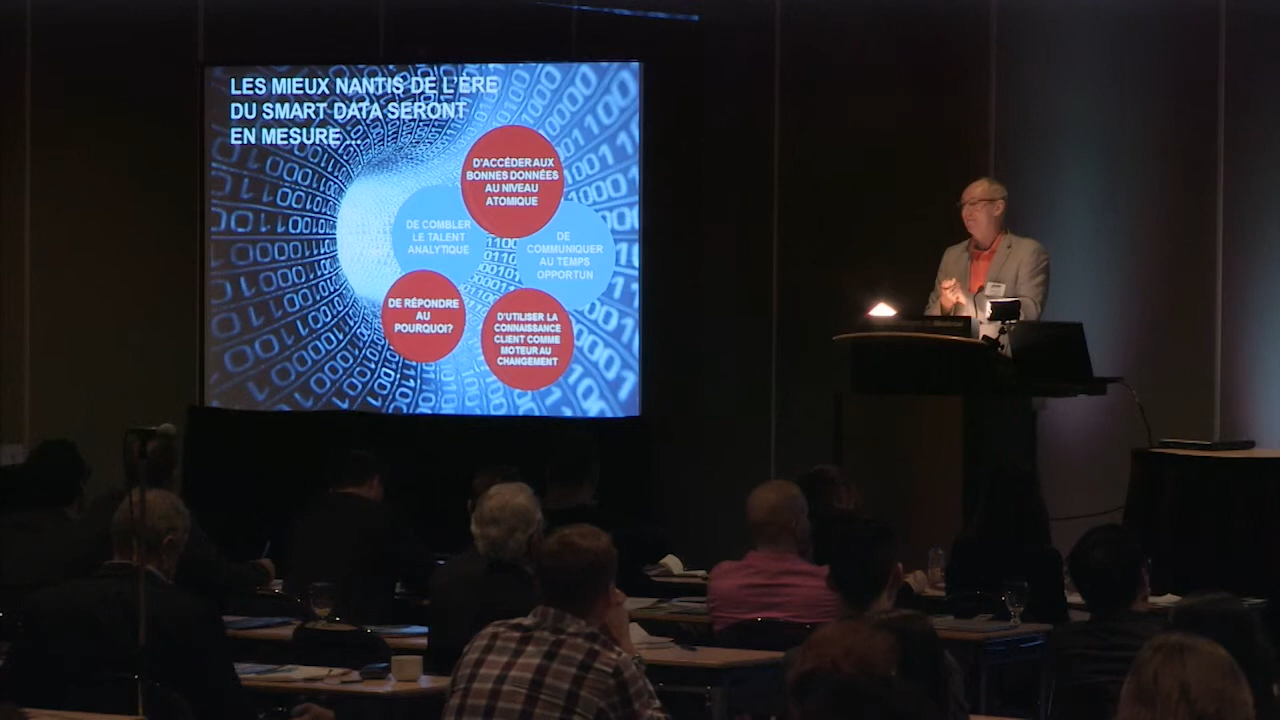 LES MIEUX NANTIS DE L'ÈRE
DU SMART DATA SERONT
EN MESURE ...
D'ACCÉDER AUX
BONNES DONNÉES
AU NIVEAU
ATOMIQUE
DE COMBLER
LE TALENT
ANALYTIQUE
DE
COMMUNIQUER
AU TEMPS
OPPORTUN
DE RÉPONDRE
AU
POURQUOI?
D'UTILISER LA
CONNAISSANCE
CLIENT COMME
MOTEUR AU
CHANGEMENT